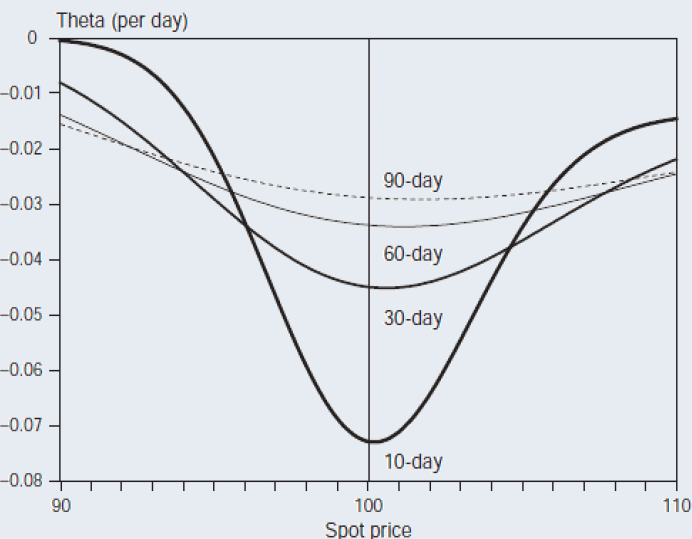 Theta (per day)
0
–0.01
–0.02
–0.03
–0.04
–0.05
–0.06
–0.07
–0.08
90-day
60-day
30-day
10-day
90
100
110
Spot price